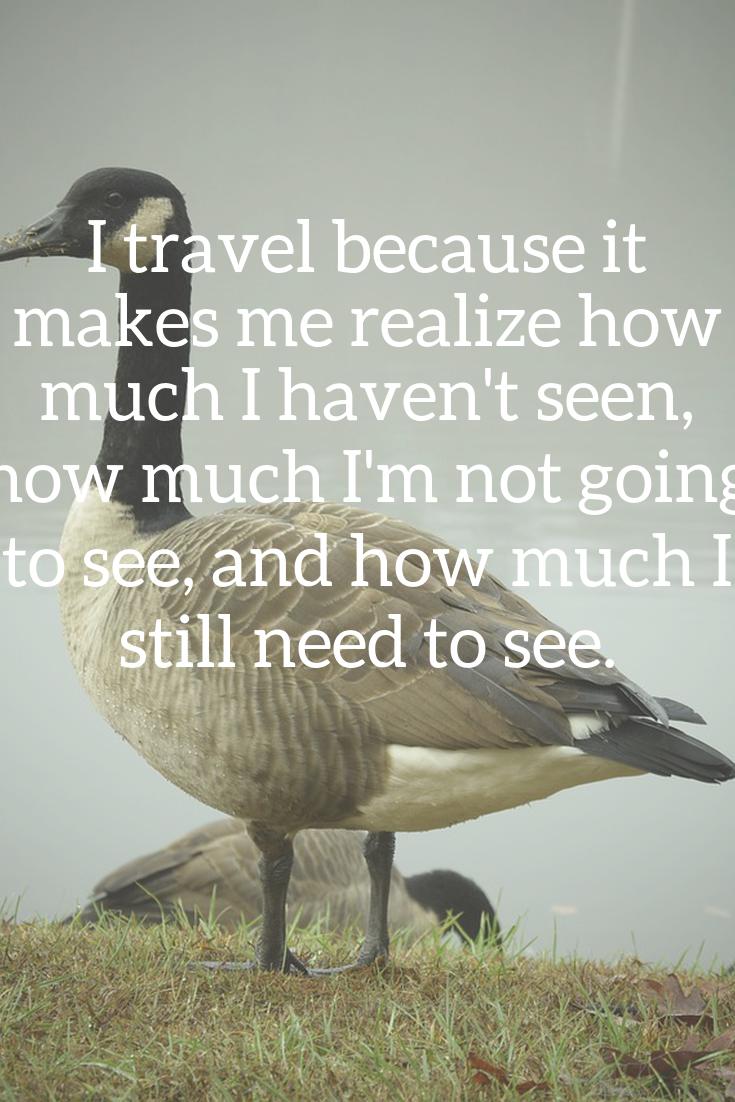 I travel because it
makes me realize how
much I haven't seen,
how much I'm not going
to see, and how much I
still need to see.